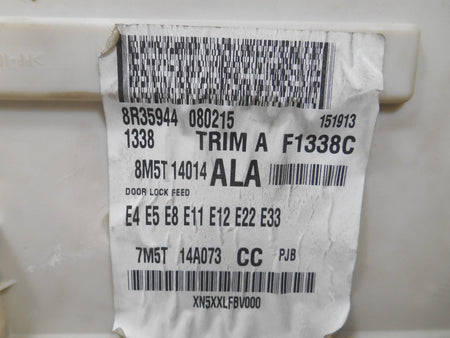 8R35944 080215 151913
1338 TRIM A F1338C
8M5T 14014 ALA
DOOR LOCK FEED
E4 E5 E8 E11 E12 E22 E33
7M5T 14A073 CC PJB
XN5XXLFBV000